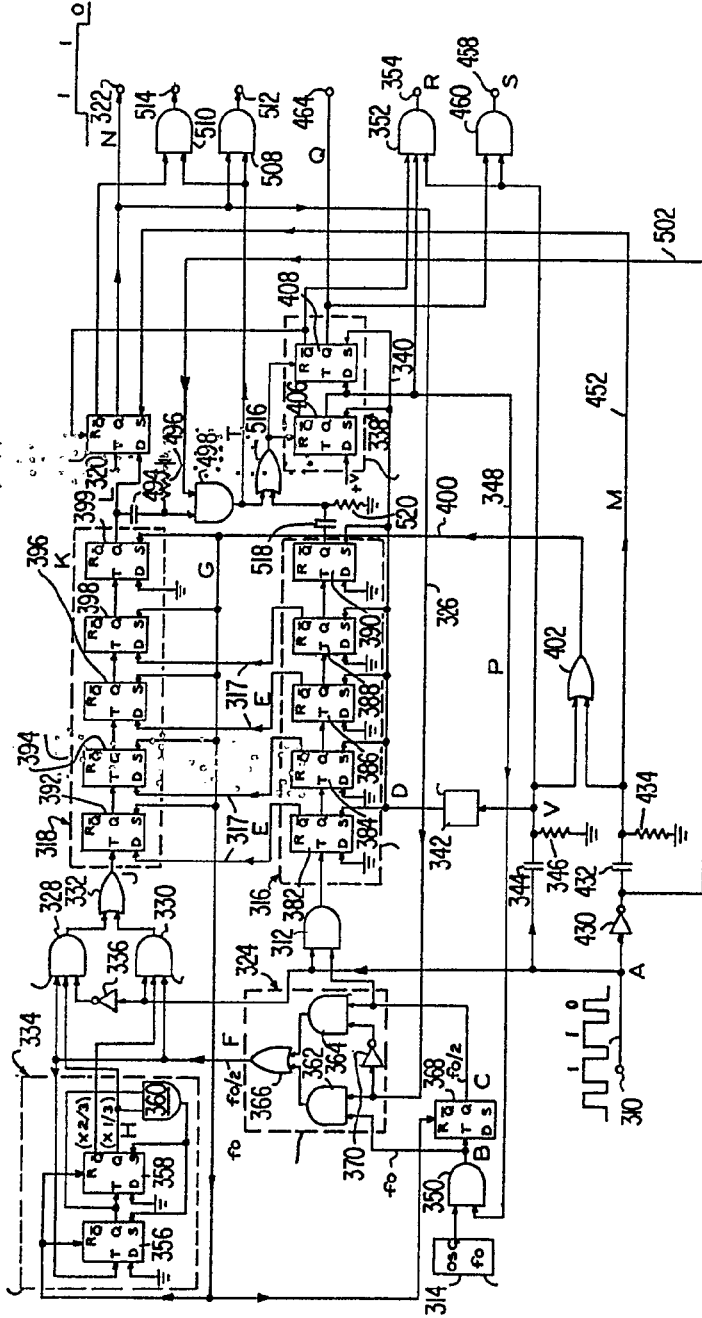 1 1 0
322
N
514
510
512
508
464
Q
354
R
352
458
S
460
502
320
R Q̄
T Q
D S
399
L
494
496
498
T
516
408
406
R Q̄
T Q
D S
R Q̄
T Q
D S
+V
338
340
K
396
398
394
392
318
R Q̄
T Q
D S
R Q̄
T Q
D S
R Q̄
T Q
D S
R Q̄
T Q
D S
R Q̄
T Q
D S
G
317
E
317
317
E
518
520
400
326
348
P
452
M
316
382
384
386
388
390
R Q̄
T Q
D S
R Q̄
T Q
D S
R Q̄
T Q
D S
R Q̄
T Q
D S
R Q̄
T Q
D S
D
342
402
V
344
346
432
434
430
A
310
1 1 0
328
332
J
330
336
312
324
334
F
fo fo/2
366
362
364
370
368
fo/2
C
R Q̄
T Q
D S
B
fo
350
314
OSC
fo
360
(X 2/3)
(X 1/3)
H
358
356
R Q̄
T Q
D S
R Q̄
T Q
D S